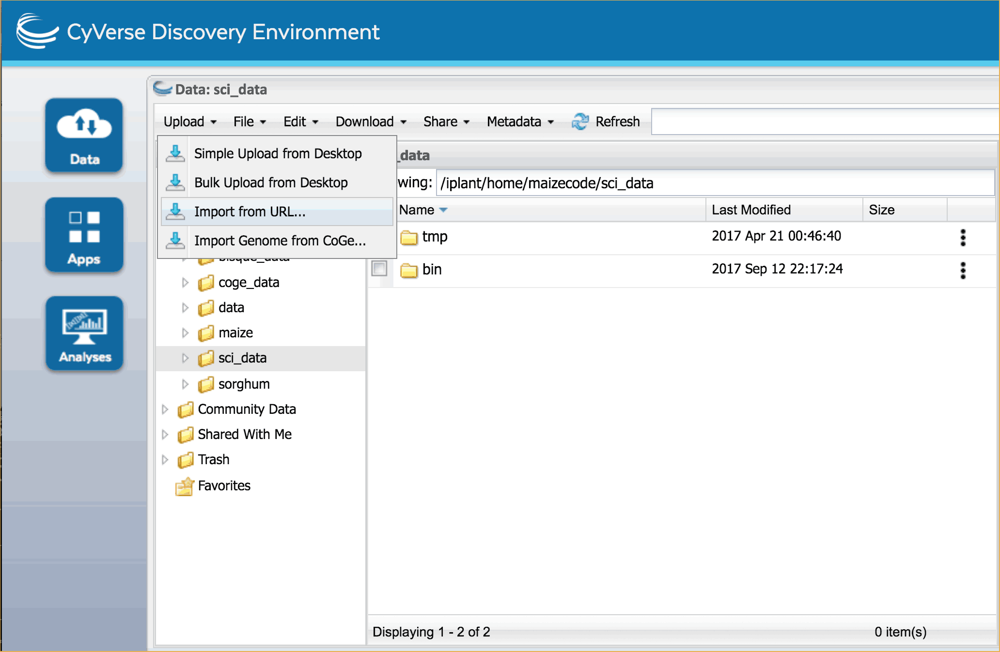 CyVerse Discovery Environment
Data: sci_data
Upload File Edit Download Share Metadata Refresh
Simple Upload from Desktop
Bulk Upload from Desktop
Import from URL...
Import Genome from CoGe...
_data
wing: /iplant/home/maizecode/sci_data
Name Last Modified Size
tmp 2017 Apr 21 00:46:40
bin 2017 Sep 12 22:17:24
bisque_data
coge_data
data
maize
sci_data
sorghum
Community Data
Shared With Me
Trash
Favorites
Data
Apps
Analyses
Displaying 1 - 2 of 2 0 item(s)